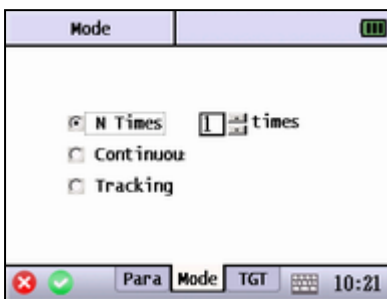 Mode
N Times 1 times
Continuou
Tracking
Para Mode TGT 10:21